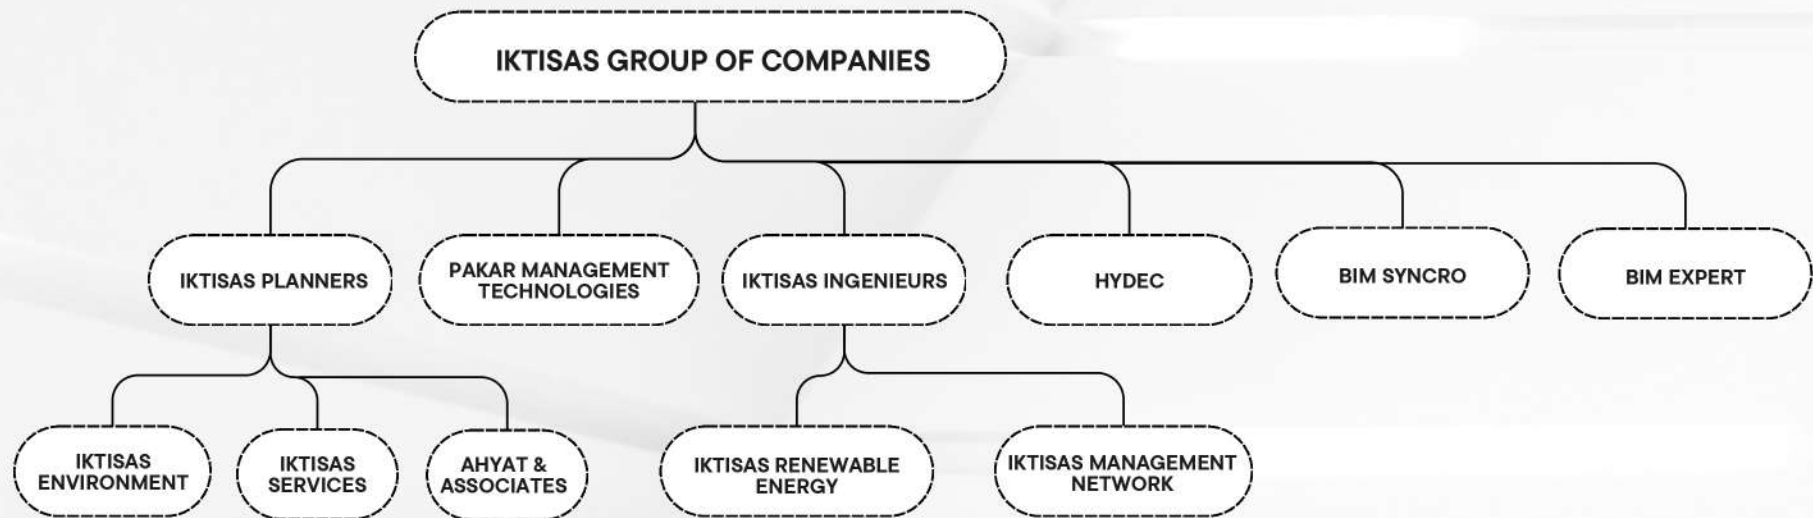 IKTISAS GROUP OF COMPANIES
IKTISAS PLANNERS
PAKAR MANAGEMENT
TECHNOLOGIES
IKTISAS INGENIEURS
HYDEC
BIM SYNCRO
BIM EXPERT
IKTISAS
ENVIRONMENT
IKTISAS
SERVICES
AHYAT &
ASSOCIATES
IKTISAS RENEWABLE
ENERGY
IKTISAS MANAGEMENT
NETWORK